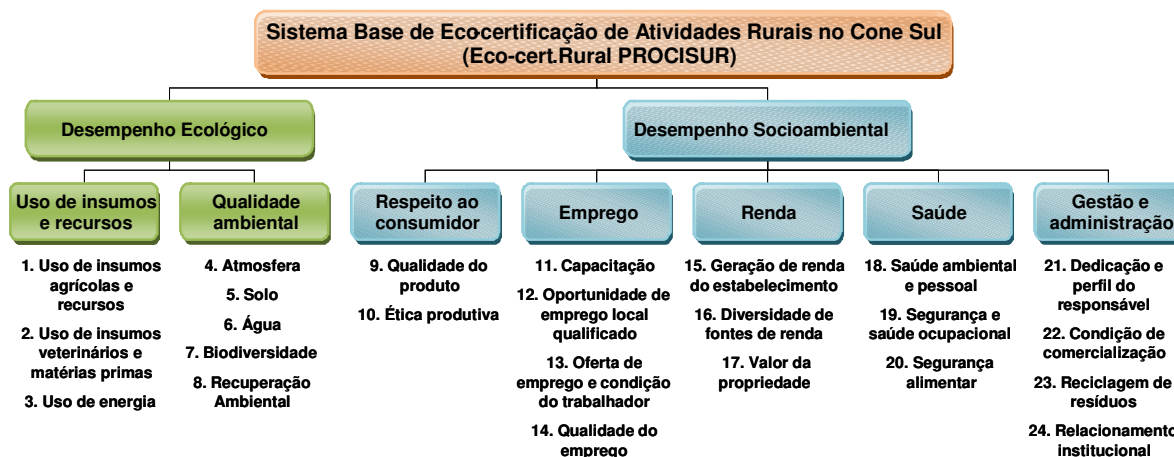 Sistema Base de Eco-certificação de Atividades Rurais no Cone Sul
(Eco-cert.Rural PROCISUR)
Desempenho Ecológico
Desempenho Socioambiental
Uso de insumos
e recursos
Qualidade
ambiental
Respeito ao
consumidor
Emprego
Renda
Saúde
Gestão e
administração
1. Uso de insumos
agrícolas e
recursos
2. Uso de insumos
veterinários e
matérias primas
3. Uso de energia
4. Atmosfera
5. Solo
6. Água
7. Biodiversidade
8. Recuperação
Ambiental
9. Qualidade do
produto
10. Ética produtiva
11. Capacitação
12. Oportunidade de
emprego local
qualificado
13. Oferta de
emprego e condição
do trabalhador
14. Qualidade do
emprego
15. Geração de renda
do estabelecimento
16. Diversidade de
fontes de renda
17. Valor da
propriedade
18. Saúde ambiental
e pessoal
19. Segurança e
saúde ocupacional
20. Segurança
alimentar
21. Dedicação e
perfil do
responsável
22. Condição de
comercialização
23. Reciclagem de
resíduos
24. Relacionamento
institucional